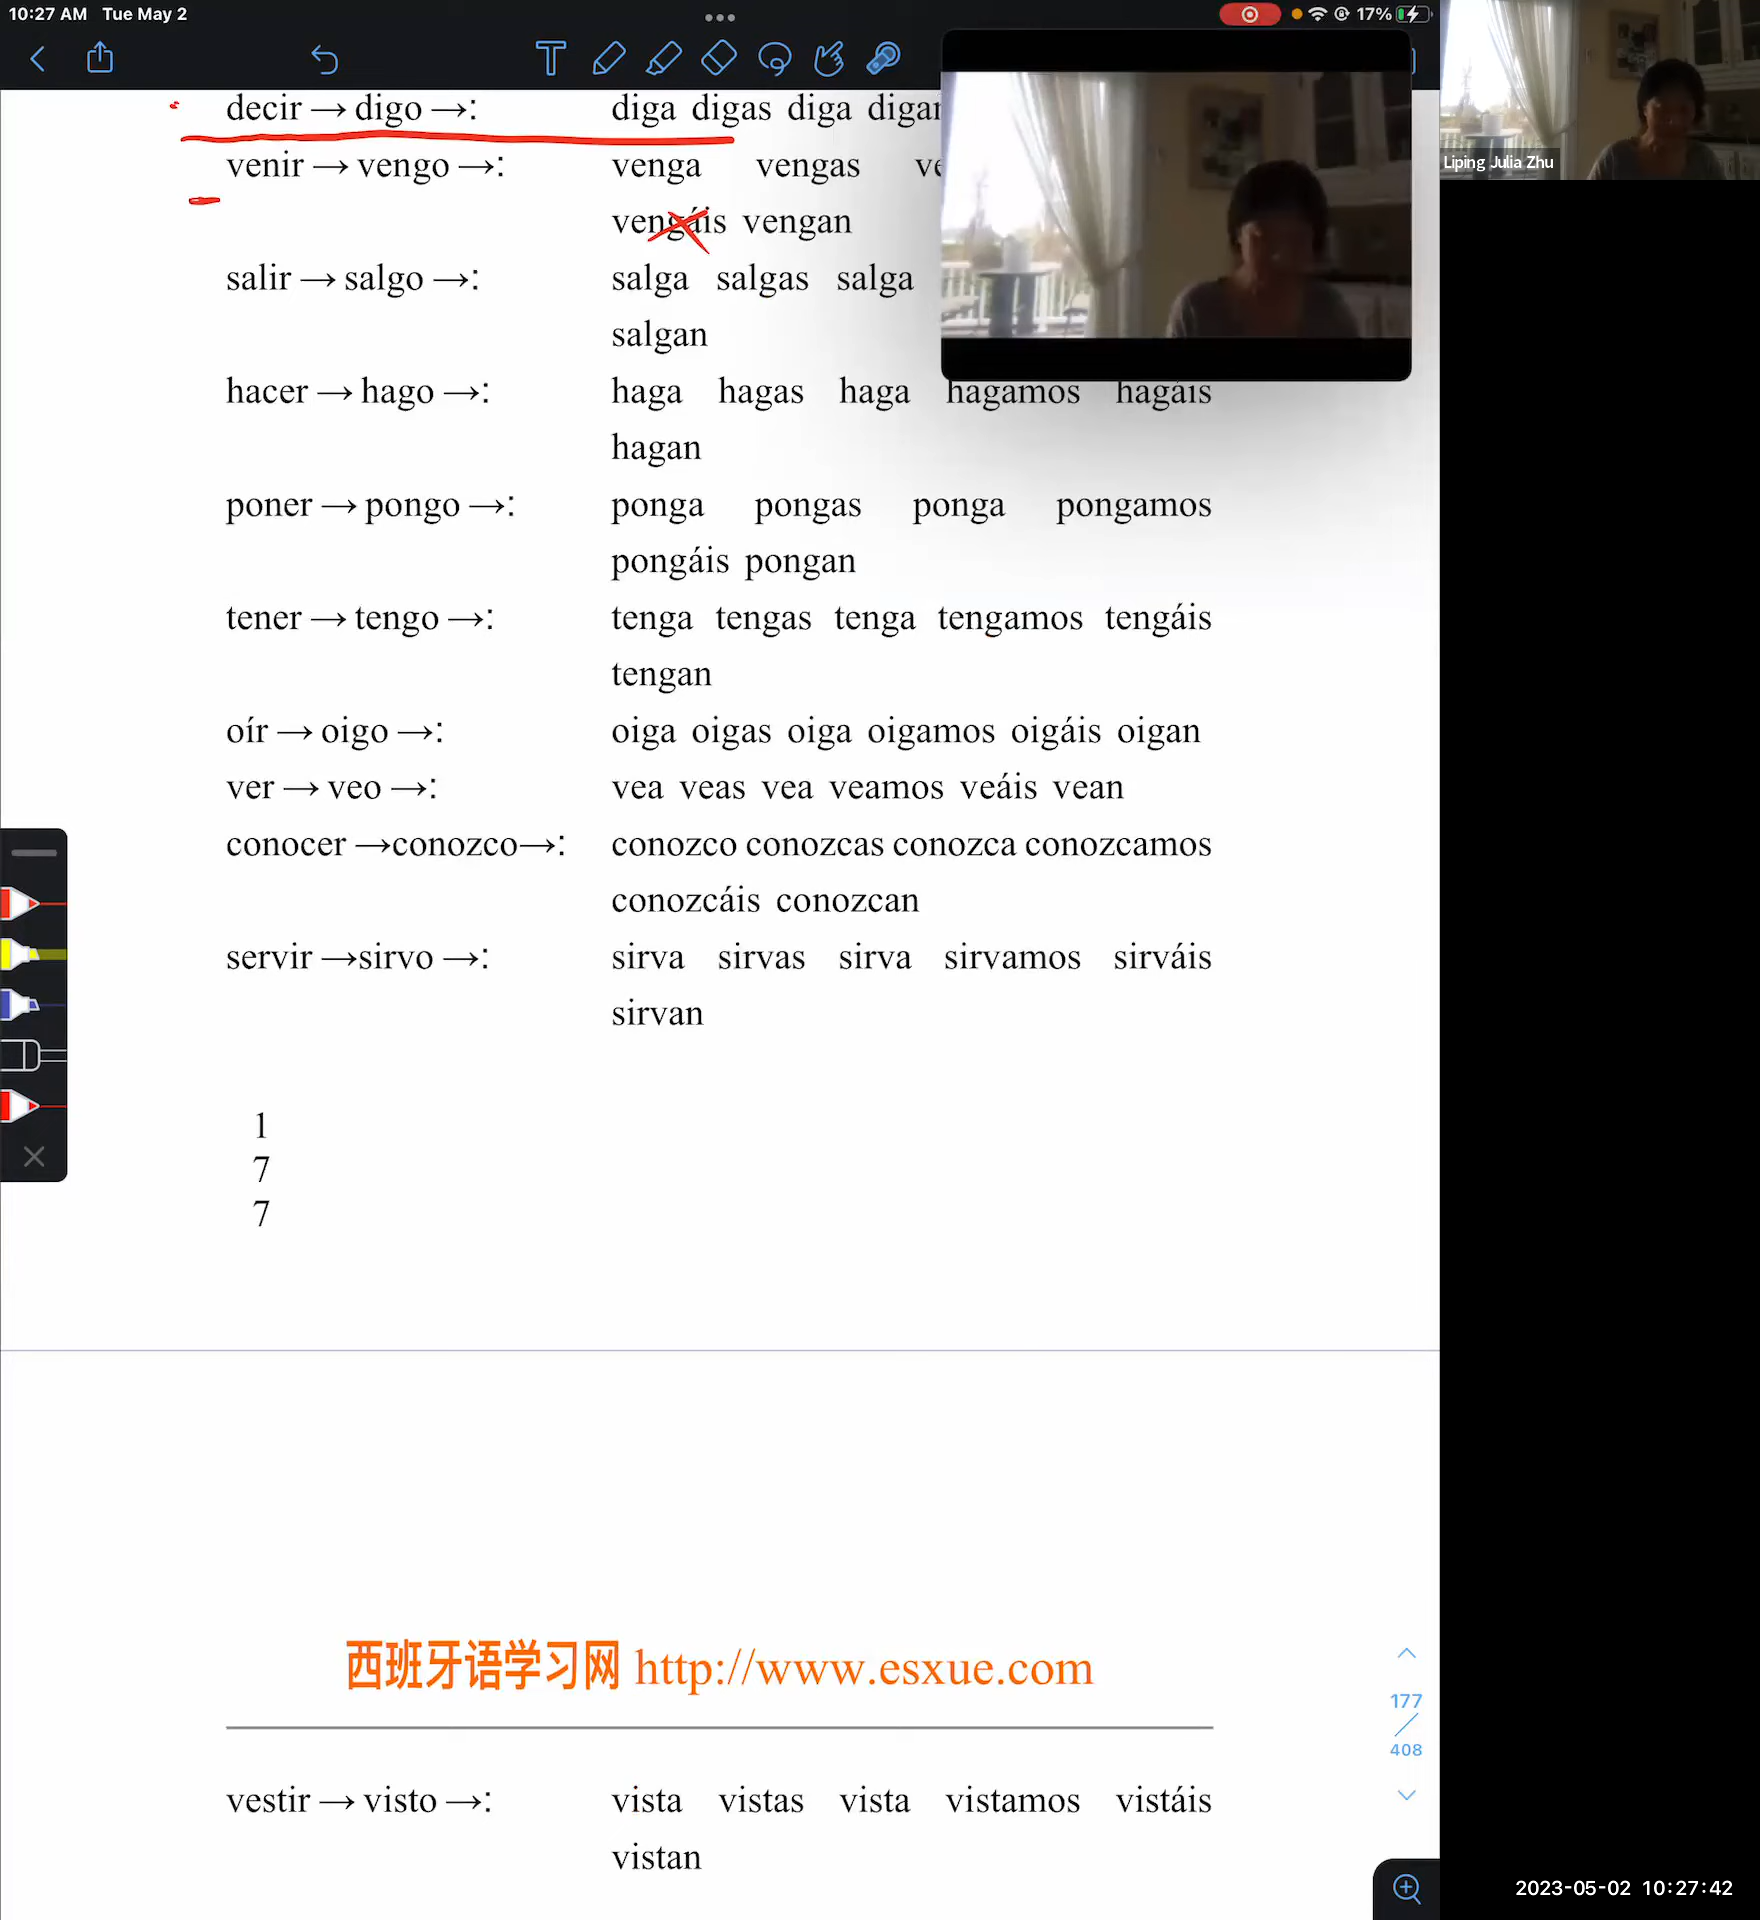 10:27 AM Tue May 2
17%
decir → digo →: diga digas diga
venir → vengo →: venga vengas
vengáis vengan
salir → salgo →: salga salgas salga
salgan
hacer → hago →: haga hagas haga hagamos hagáis
hagan
poner → pongo →: ponga pongas ponga pongamos
pongáis pongan
tener → tengo →: tenga tengas tenga tengamos tengáis
tengan
oír → oigo →: oiga oigas oiga oigamos oigáis oigan
ver → veo →: vea veas vea veamos veáis vean
conocer →conozco→: conozco conozcas conozca conozcamos
conozcáis conozcan
servir →sirvo →: sirva sirvas sirva sirvamos sirváis
sirvan
1
7
7
西班牙语学习网 http://www.esxue.com
177
408
vestir → visto →: vista vistas vista vistamos vistáis
vistan
Liping Julia Zhu
2023-05-02 10:27:42